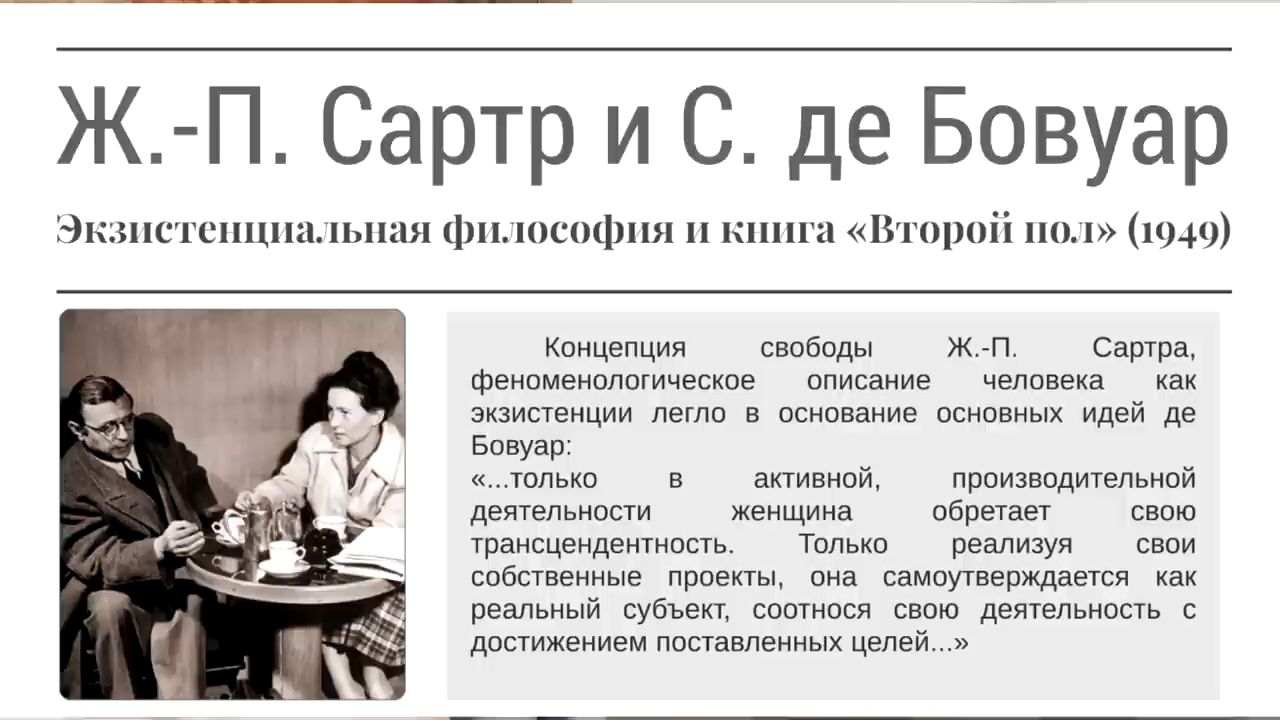 Ж.-П. Сартр и С. де Бовуар
Экзистенциальная философия и книга «Второй пол» (1949)
Концепция свободы Ж.-П. Сартра,
феноменологическое описание человека как
экзистенции легло в основание основных идей де
Бовуар:
«...только в активной, производительной
деятельности женщина обретает свою
трансцендентность. Только реализуя свои
собственные проекты, она самоутверждается как
реальный субъект, соотнося свою деятельность с
достижением поставленных целей...»